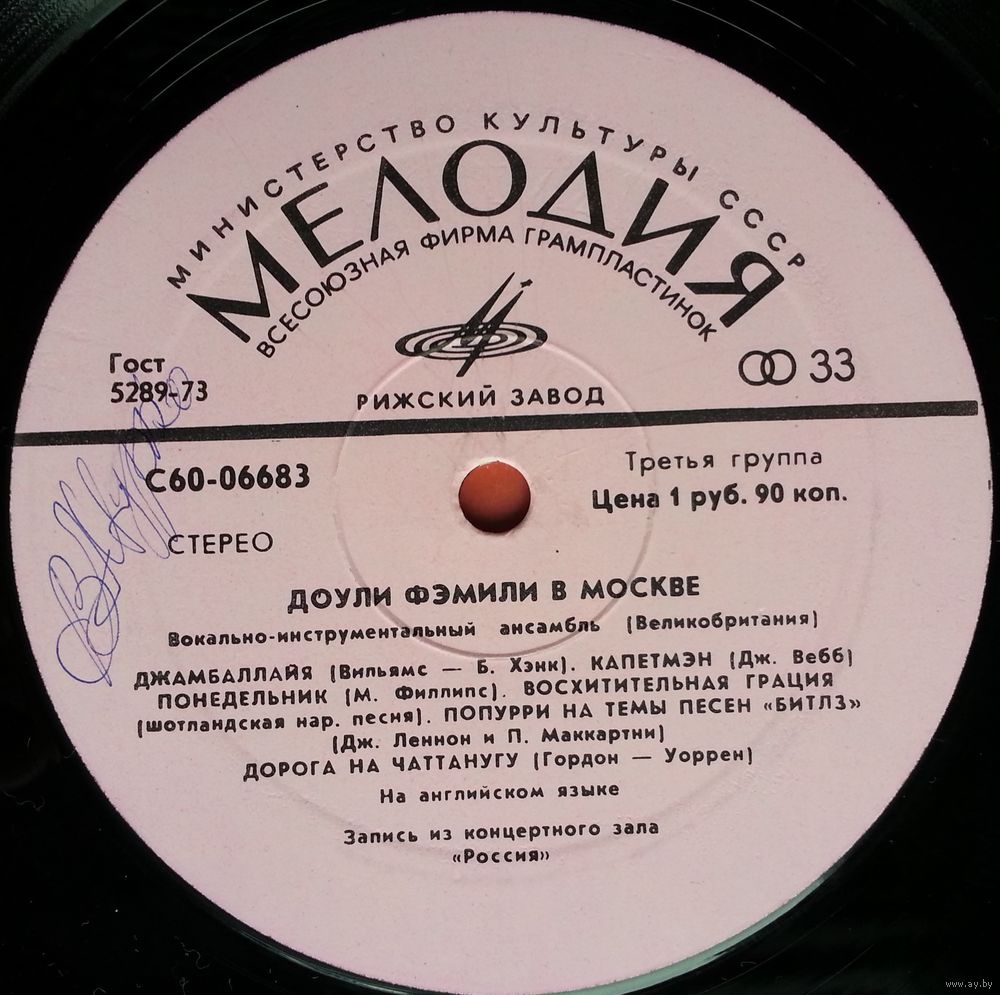 МИНИСТЕРСТВО КУЛЬТУРЫ СССР
МЕЛОДИЯ
ВСЕСОЮЗНАЯ ФИРМА ГРАМПЛАСТИНОК
Гост
5289-73
33
РИЖСКИЙ ЗАВОД
С60-06683
Третья группа
Цена 1 руб. 90 коп.
СТЕРЕО
ДОУЛИ ФЭМИЛИ В МОСКВЕ
Вокально-инструментальный ансамбль (Великобритания)
ДЖАМБАЛЛАЙЯ (Вильямс — Б. Хэнк). КАПЕТМЭН (Дж. Вебб)
ПОНЕДЕЛЬНИК (М. Филлипс). ВОСХИТИТЕЛЬНАЯ ГРАЦИЯ
(шотландская нар. песня). ПОПУРРИ НА ТЕМЫ ПЕСЕН «БИТЛЗ»
(Дж. Леннон и П. Маккартни)
ДОРОГА НА ЧАТТАНУГУ (Гордон — Уоррен)
На английском языке
Запись из концертного зала
«Россия»
www.ay.by